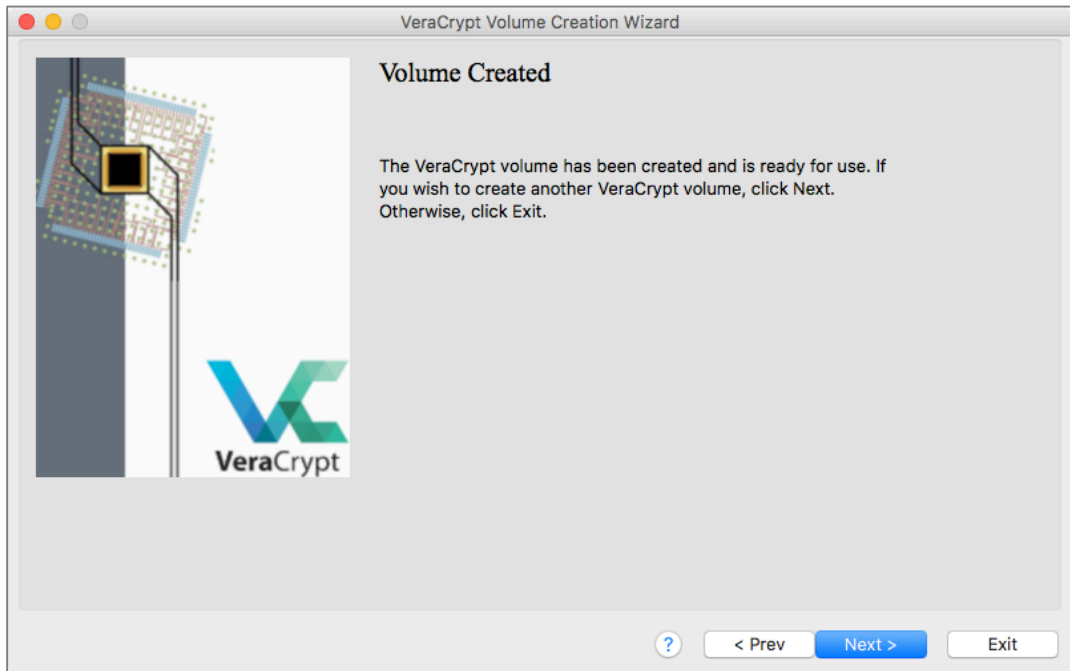 VeraCrypt Volume Creation Wizard
Volume Created
The VeraCrypt volume has been created and is ready for use. If
you wish to create another VeraCrypt volume, click Next.
Otherwise, click Exit.
VeraCrypt
?
< Prev
Next >
Exit